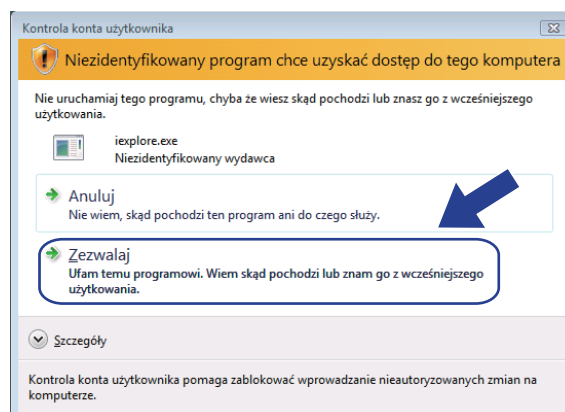 Kontrola konta użytkownika
Niezidentyfikowany program chce uzyskać dostęp do tego komputera
Nie uruchamiaj tego programu, chyba że wiesz skąd pochodzi lub znasz go z wcześniejszego
użytkowania.
iexplore.exe
Niezidentyfikowany wydawca
Anuluj
Nie wiem, skąd pochodzi ten program ani do czego służy.
Zezwalaj
Ufam temu programowi. Wiem skąd pochodzi lub znam go z wcześniejszego
użytkowania.
Szczegóły
Kontrola konta użytkownika pomaga zablokować wprowadzanie nieautoryzowanych zmian na
komputerze.